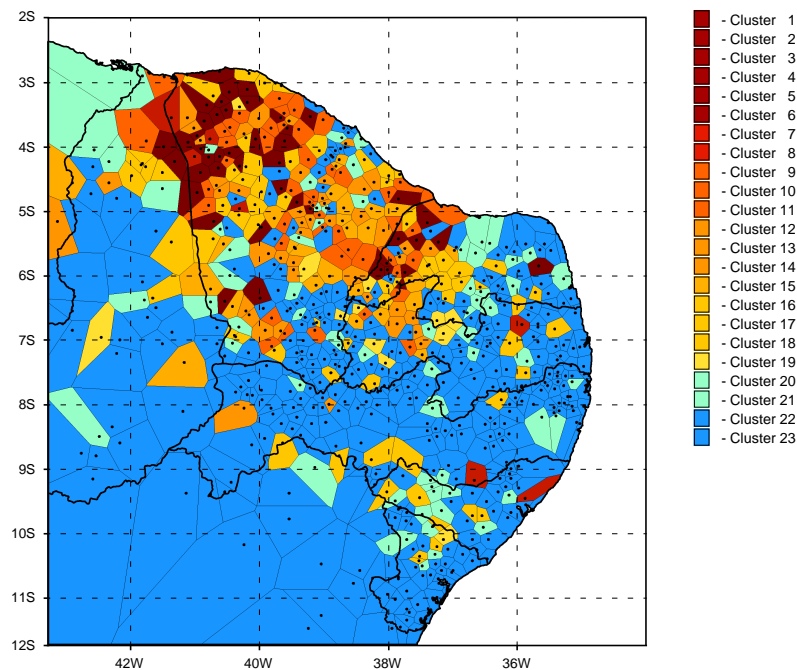 2S
3S
4S
5S
6S
7S
8S
9S
10S
11S
12S
42W
40W
38W
36W
- Cluster 1
- Cluster 2
- Cluster 3
- Cluster 4
- Cluster 5
- Cluster 6
- Cluster 7
- Cluster 8
- Cluster 9
- Cluster 10
- Cluster 11
- Cluster 12
- Cluster 13
- Cluster 14
- Cluster 15
- Cluster 16
- Cluster 17
- Cluster 18
- Cluster 19
- Cluster 20
- Cluster 21
- Cluster 22
- Cluster 23